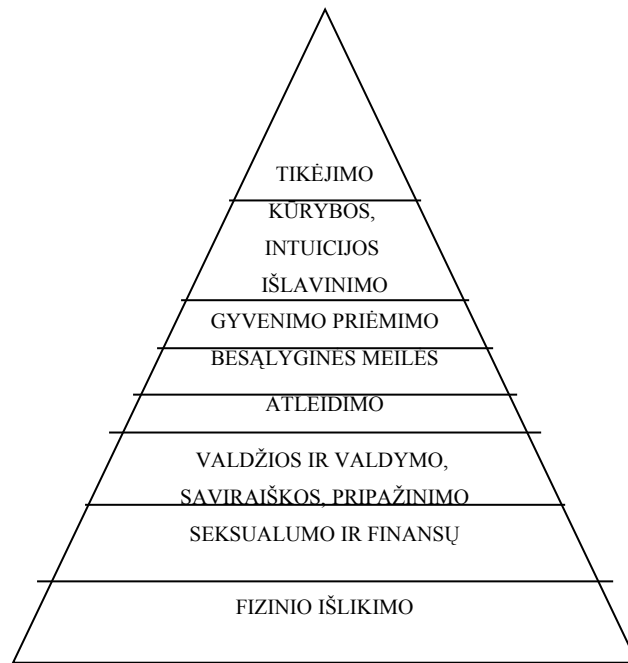 TIKĖJIMO
KŪRYBOS,
INTUICIJOS
IŠLAVINIMO
GYVENIMO PRIĖMIMO
BESĄLYGINĖS MEILĖS
ATLEIDIMO
VALDŽIOS IR VALDYMO,
SAVIRAIŠKOS, PRIPAŽINIMO
SEKSUALUMO IR FINANSŲ
FIZINIO IŠLIKIMO